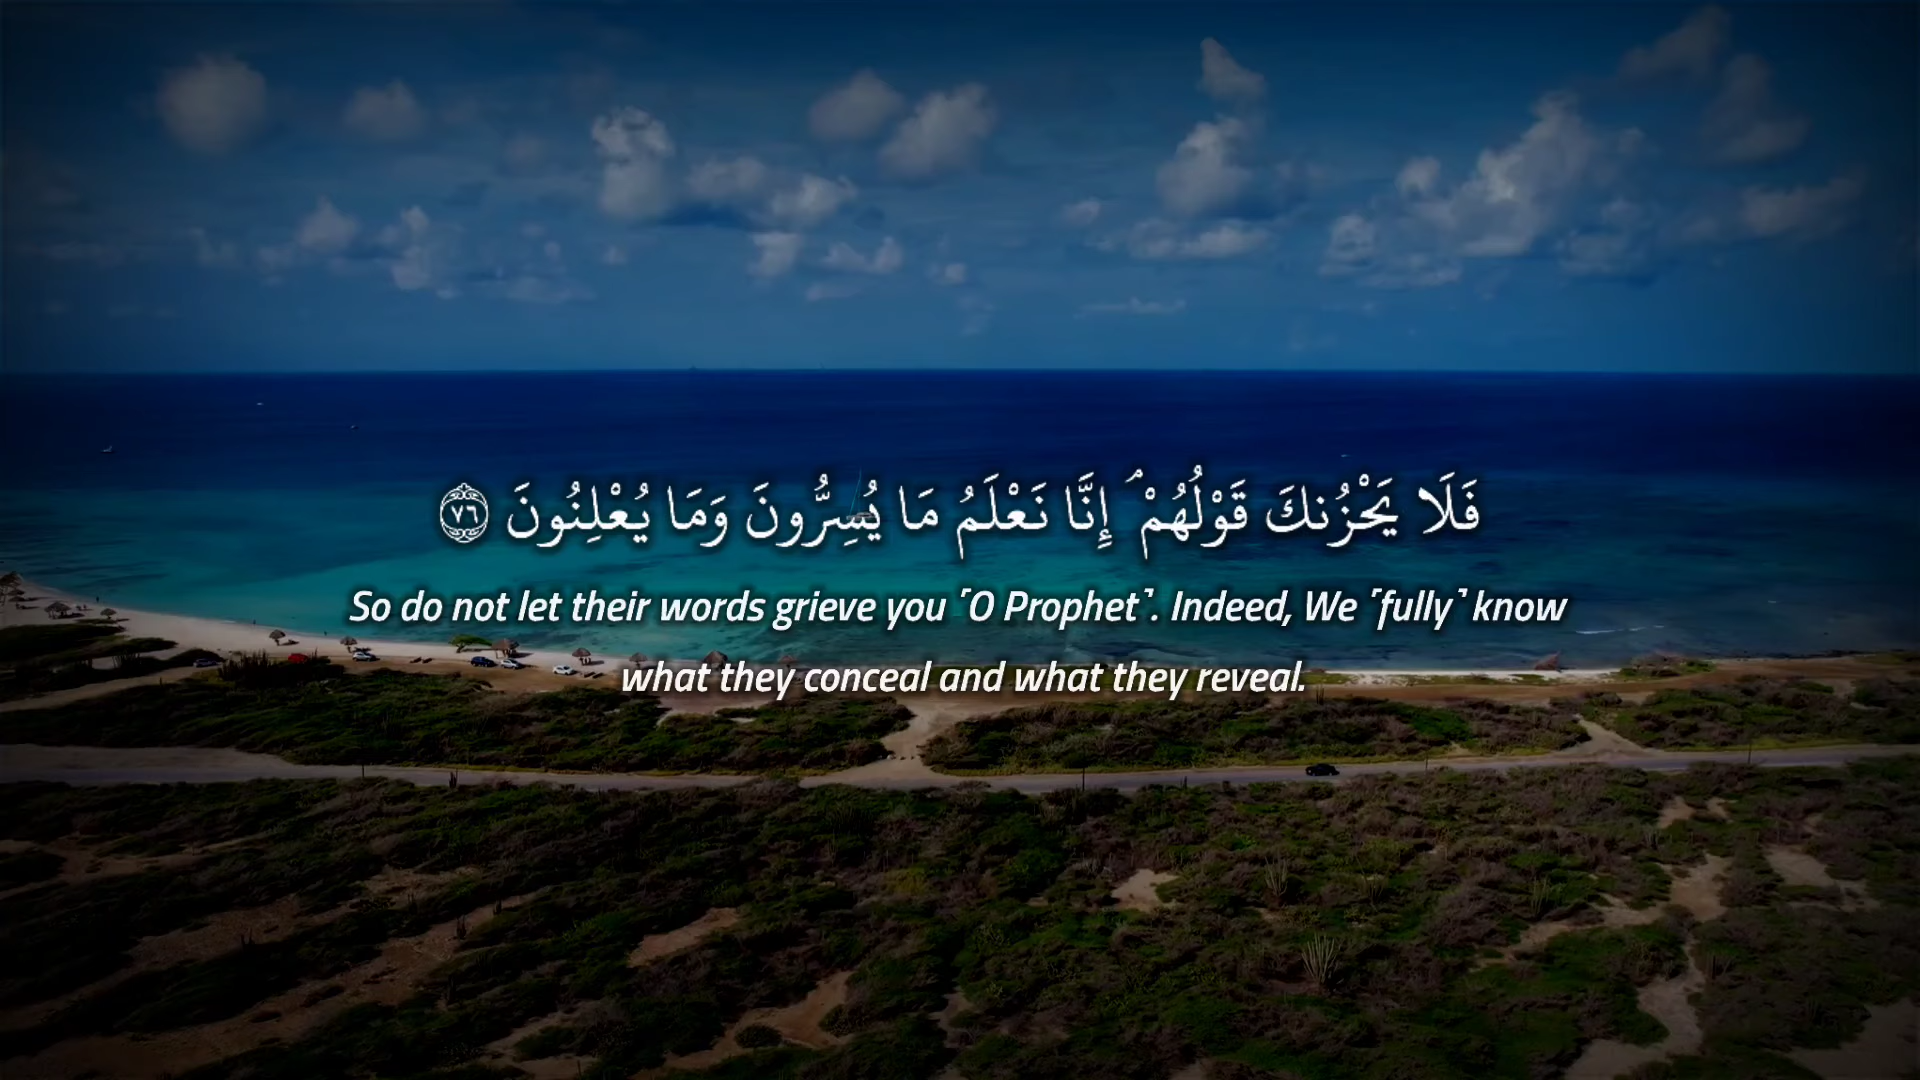 فَلَا يَحْزُنكَ قَوْلُهُمْ ۘ إِنَّا نَعْلَمُ مَا يُسِرُّونَ وَمَا يُعْلِنُونَ ٧٦
So do not let their words grieve you ˹O Prophet˺. Indeed, We ˹fully˺ know
what they conceal and what they reveal.